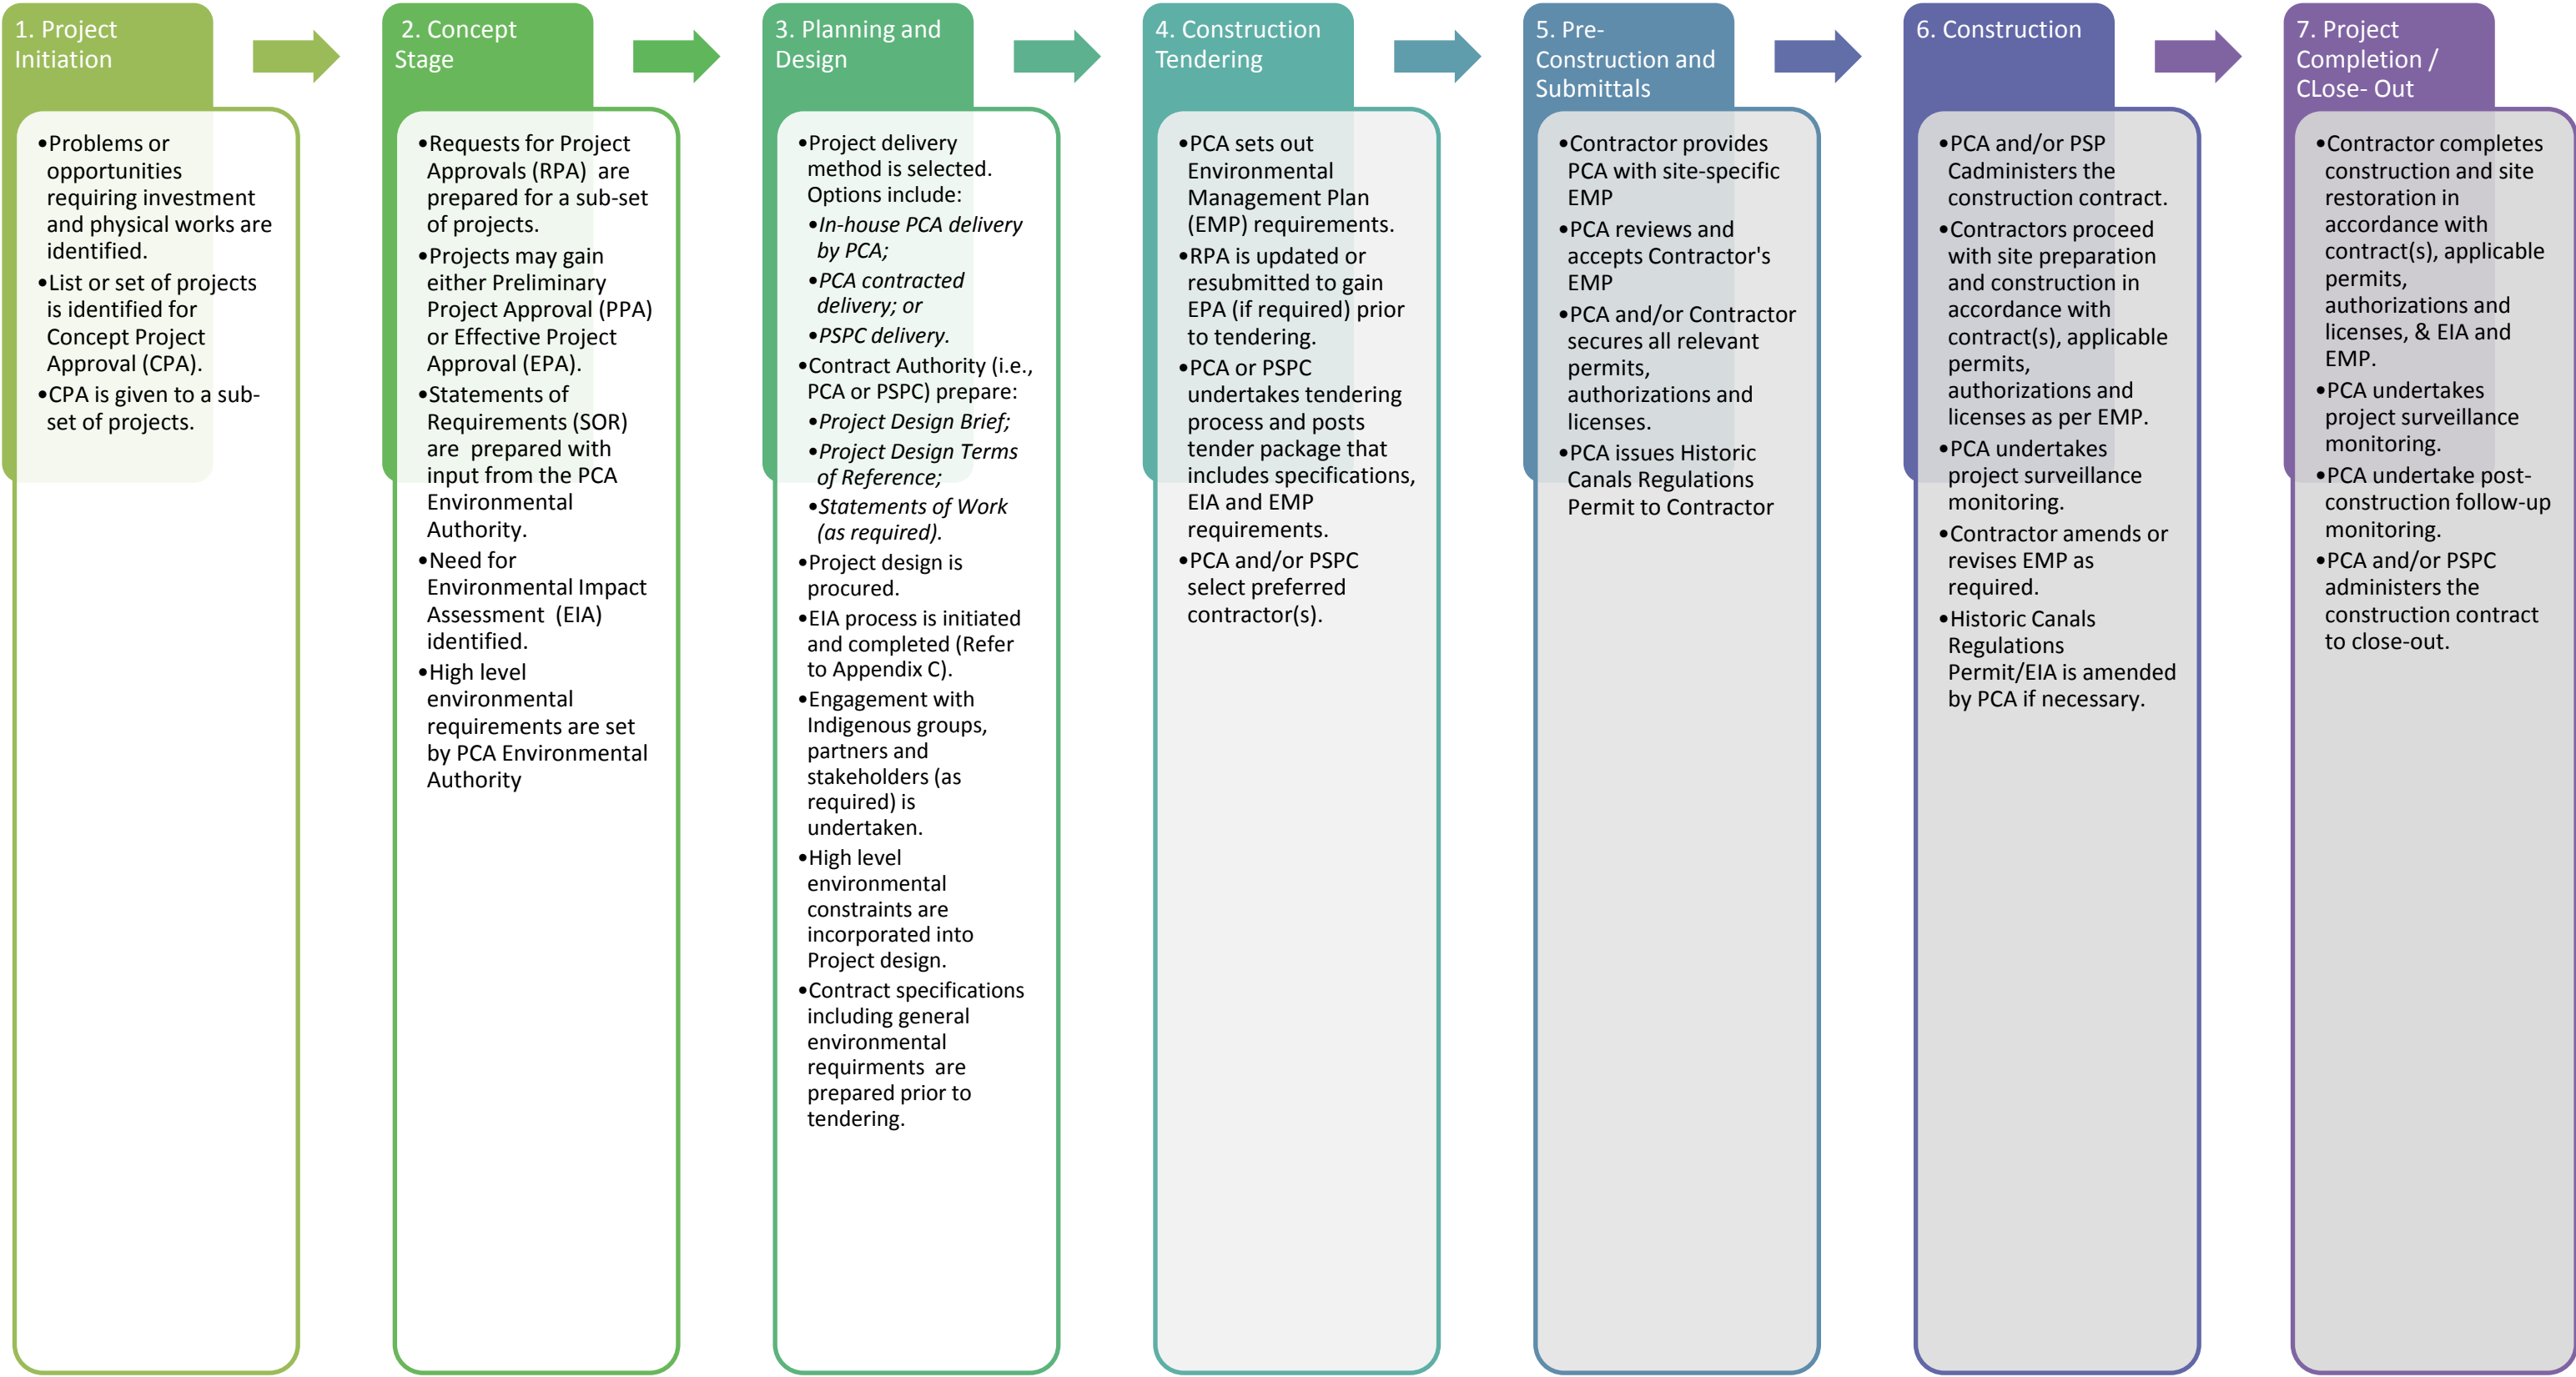 1. Project
Initiation
•Problems or
opportunities
requiring investment
and physical works are
identified.
•List or set of projects
is identified for
Concept Project
Approval (CPA).
•CPA is given to a sub-
set of projects.
2. Concept
Stage
•Requests for Project
Approvals (RPA)  are
prepared for a sub-set
of projects.
•Projects may gain
either Preliminary
Project Approval (PPA)
or Effective Project
Approval (EPA).
•Statements of
Requirements (SOR)
are  prepared with
input from the PCA
Environmental
Authority.
•Need for
Environmental Impact
Assessment  (EIA)
identified.
•High level
environmental
requirements are set
by PCA Environmental
Authority
3. Planning and
Design
•Project delivery
method is selected.
Options include:
•In-house PCA delivery
by PCA;
•PCA contracted
delivery; or
•PSPC delivery.
•Contract Authority (i.e.,
PCA or PSPC) prepare:
•Project Design Brief;
•Project Design Terms
of Reference;
•Statements of Work
(as required).
•Project design is
procured.
•EIA process is initiated
and completed (Refer
to Appendix C).
•Engagement with
Indigenous groups,
partners and
stakeholders (as
required) is
undertaken.
•High level
environmental
constraints are
incorporated into
Project design.
•Contract specifications
including general
environmental
requirments  are
prepared prior to
tendering.
4. Construction
Tendering
•PCA sets out
Environmental
Management Plan
(EMP) requirements.
•RPA is updated or
resubmitted to gain
EPA (if required) prior
to tendering.
•PCA or PSPC
undertakes tendering
process and posts
tender package that
includes specifications,
EIA and EMP
requirements.
•PCA and/or PSPC
select preferred
contractor(s).
5. Pre-
Construction and
Submittals
•Contractor provides
PCA with site-specific
EMP
•PCA reviews and
accepts Contractor's
EMP
•PCA and/or Contractor
secures all relevant
permits,
authorizations and
licenses.
•PCA issues Historic
Canals Regulations
Permit to Contractor
6. Construction
•PCA and/or PSP
Cadministers the
construction contract.
•Contractors proceed
with site preparation
and construction in
accordance with
contract(s), applicable
permits,
authorizations and
licenses as per EMP.
•PCA undertakes
project surveillance
monitoring.
•Contractor amends or
revises EMP as
required.
•Historic Canals
Regulations
Permit/EIA is amended
by PCA if necessary.
7. Project
Completion /
CLose- Out
•Contractor completes
construction and site
restoration in
accordance with
contract(s), applicable
permits,
authorizations and
licenses, & EIA and
EMP.
•PCA undertakes
project surveillance
monitoring.
•PCA undertake post-
construction follow-up
monitoring.
•PCA and/or PSPC
administers the
construction contract
to close-out.